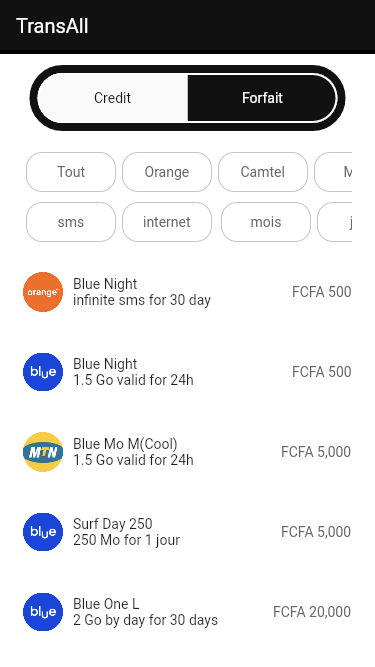 TransAll
Credit
Forfait
Tout
Orange
Camtel
M
sms
internet
mois
j
orange
Blue Night
infinite sms for 30 day
FCFA 500
blue
Blue Night
1.5 Go valid for 24h
FCFA 500
MTN
Blue Mo M(Cool)
1.5 Go valid for 24h
FCFA 5,000
blue
Surf Day 250
250 Mo for 1 jour
FCFA 5,000
blue
Blue One L
2 Go by day for 30 days
FCFA 20,000